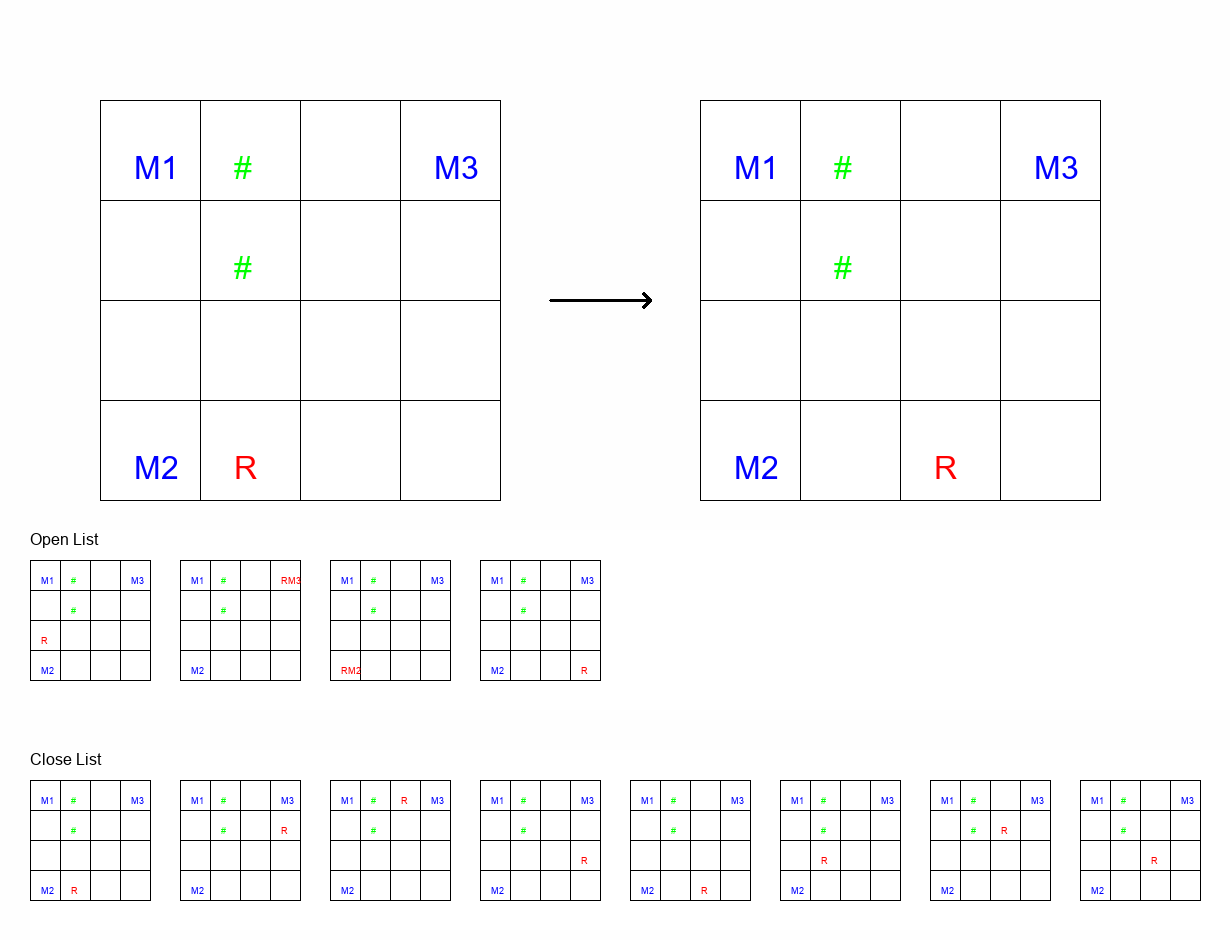 M1 # M3 M1 # M3
# #
M2 R M2 R
Open List
M1 # M3 M1 # RM3 M1 # M3 M1 # M3
# # # #
R
M2 M2 RM2 M2 R
Close List
M1 # M3 M1 # M3 M1 # R M3 M1 # M3 M1 # M3 M1 # M3 M1 # M3 M1 # M3
# # R # # # # # R #
R R R
M2 R M2 M2 M2 M2 R M2 M2 M2